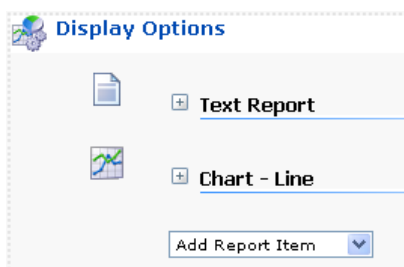 Display Options
Text Report
Chart - Line
Add Report Item